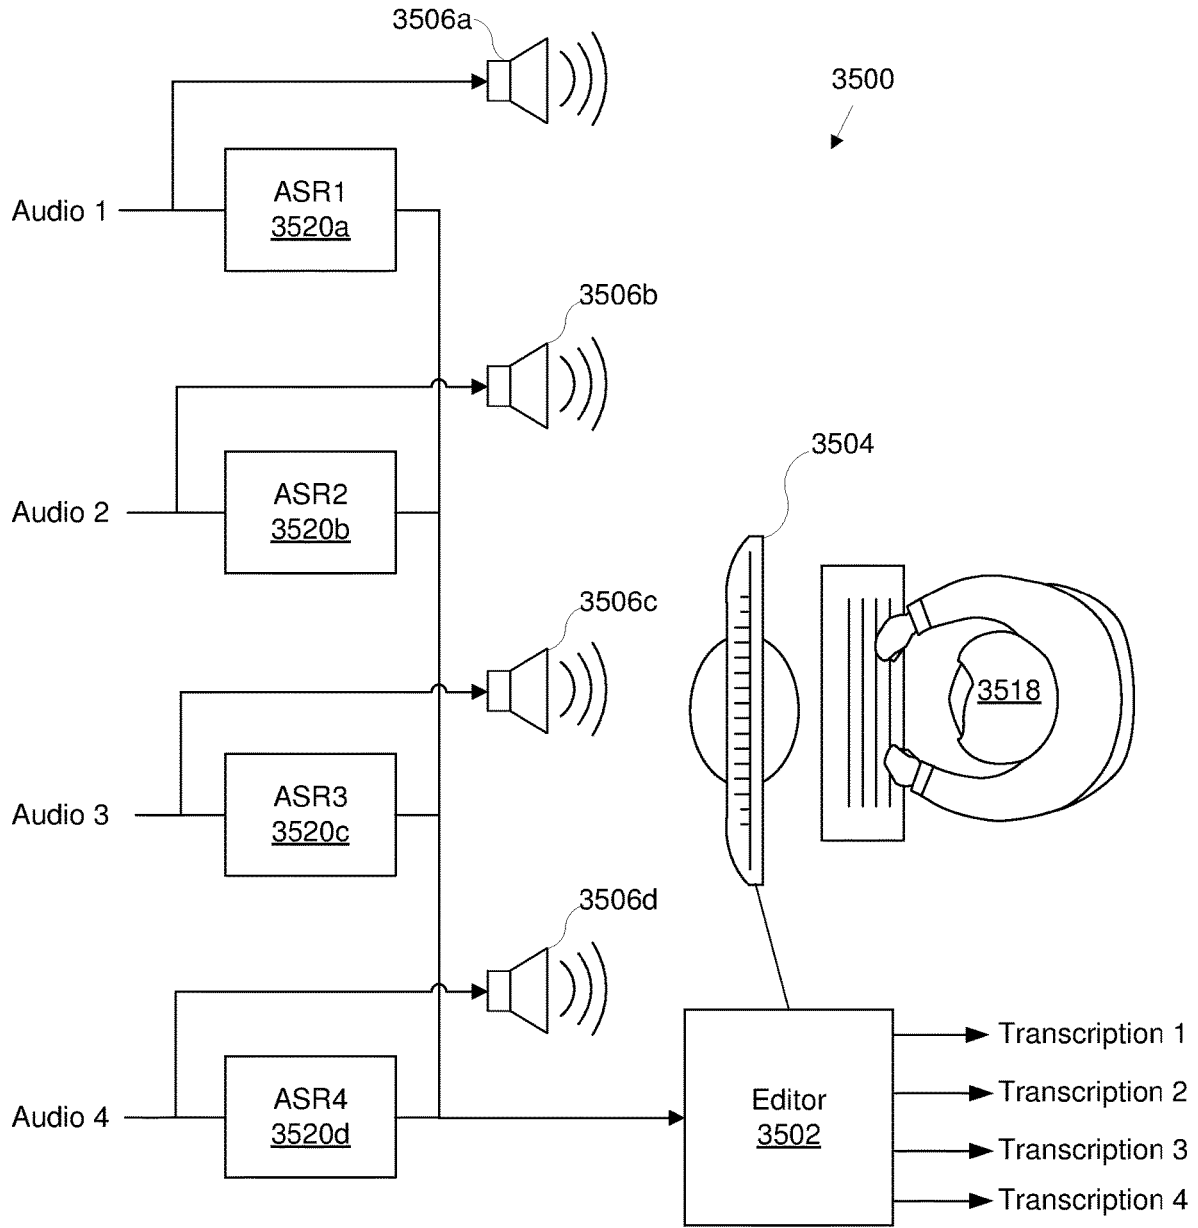 3506a
3500
Audio 1
ASR1
3520a
3506b
3504
Audio 2
ASR2
3520b
3506c
3518
Audio 3
ASR3
3520c
3506d
Audio 4
ASR4
3520d
Editor
3502
Transcription 1
Transcription 2
Transcription 3
Transcription 4